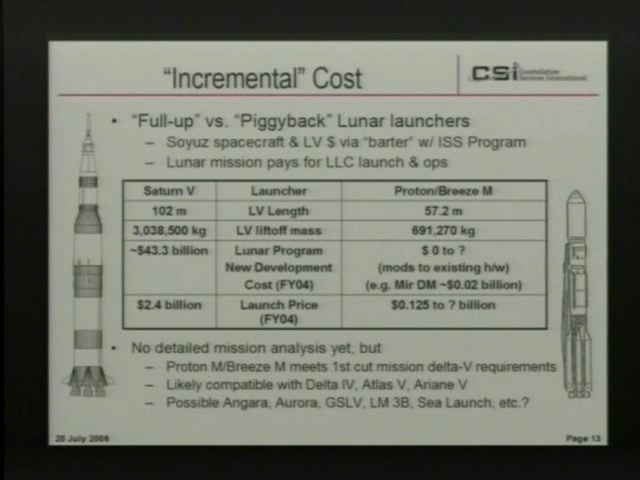 "Incremental" Cost
CSi Constellation
Services International
• "Full-up" vs. "Piggyback" Lunar launchers
– Soyuz spacecraft & LV $ via "barter" w/ ISS Program
– Lunar mission pays for LLC launch & ops
Saturn V Launcher Proton/Breeze M
102 m LV Length 57.2 m
3,038,500 kg LV liftoff mass 691,270 kg
~$43.3 billion Lunar Program $ 0 to ?
New Development (mods to existing h/w)
Cost (FY04) (e.g. Mir DM ~$0.02 billion)
$2.4 billion Launch Price $0.125 to ? billion
(FY04)
• No detailed mission analysis yet, but
– Proton M/Breeze M meets 1st cut mission delta-V requirements
– Likely compatible with Delta IV, Atlas V, Ariane V
– Possible Angara, Aurora, GSLV, LM 3B, Sea Launch, etc.?
20 July 2006 Page 13